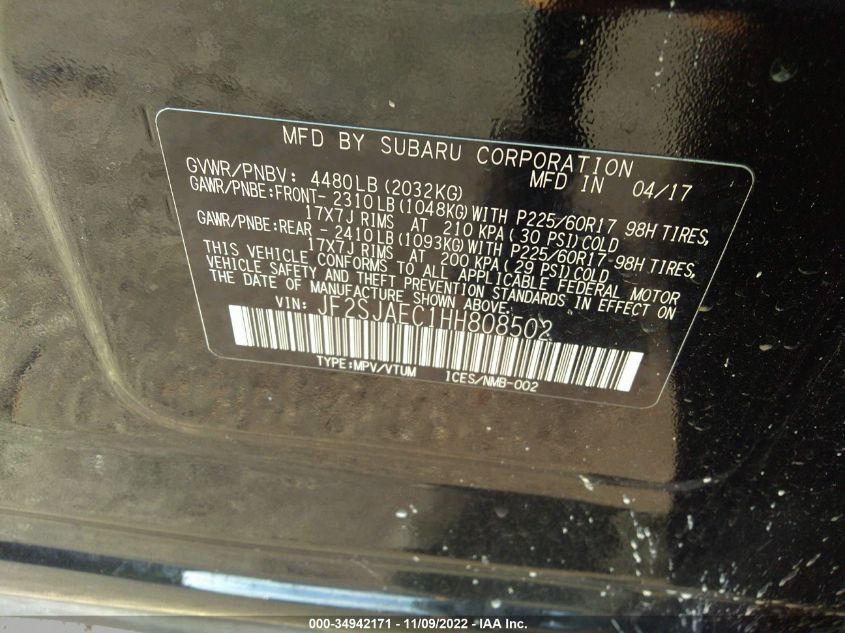 MFD BY SUBARU CORPORATION
GVWR/PNBV: 4480LB (2032KG) MFD IN 04/17
GAWR/PNBE:FRONT- 2310LB (1048KG) WITH P225/60R17 98H TIRES,
17X7J RIMS AT 210 KPA ( 30 PSI) COLD
GAWR/PNBE:REAR - 2410LB (1093KG) WITH P225/60R17 98H TIRES,
17X7J RIMS AT 200 KPA ( 29 PSI) COLD
THIS VEHICLE CONFORMS TO ALL APPLICABLE FEDERAL MOTOR
VEHICLE SAFETY AND THEFT PREVENTION STANDARDS IN EFFECT ON
THE DATE OF MANUFACTURE SHOWN ABOVE.
VIN: JF2SJAEC1HH808502
TYPE:MPV/VTUM ICES/NMB-002
000-34942171 - 11/09/2022 - IAA Inc.